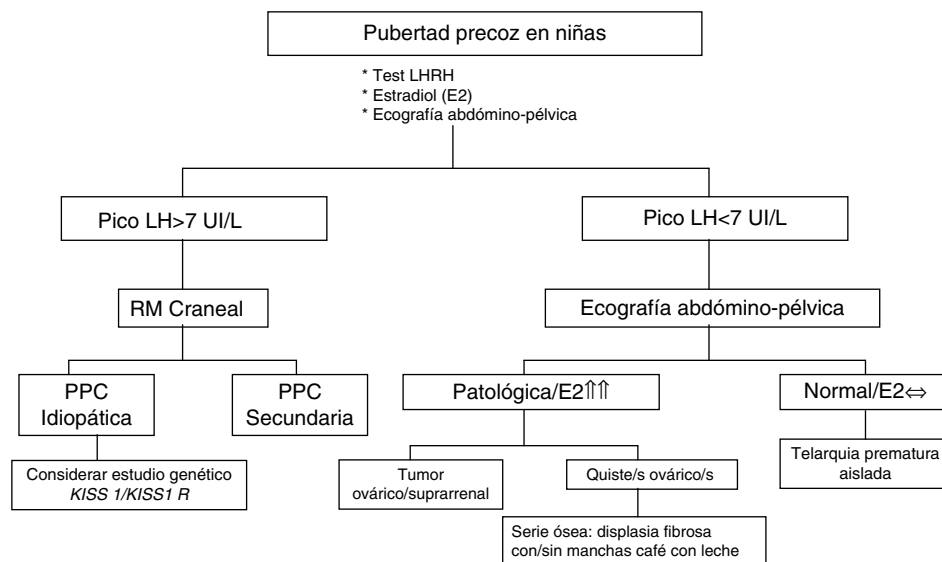 Pubertad precoz en niñas
* Test LHRH
* Estradiol (E2)
* Ecografía abdómino-pélvica
Pico LH>7 UI/L
Pico LH<7 UI/L
RM Craneal
Ecografía abdómino-pélvica
PPC
Idiopática
PPC
Secundaria
Patológica/E2⇑⇑
Normal/E2⇔
Considerar estudio genético
KISS 1/KISS1 R
Tumor
ovárico/suprarrenal
Quiste/s ovárico/s
Telarquia prematura
aislada
Serie ósea: displasia fibrosa
con/sin manchas café con leche